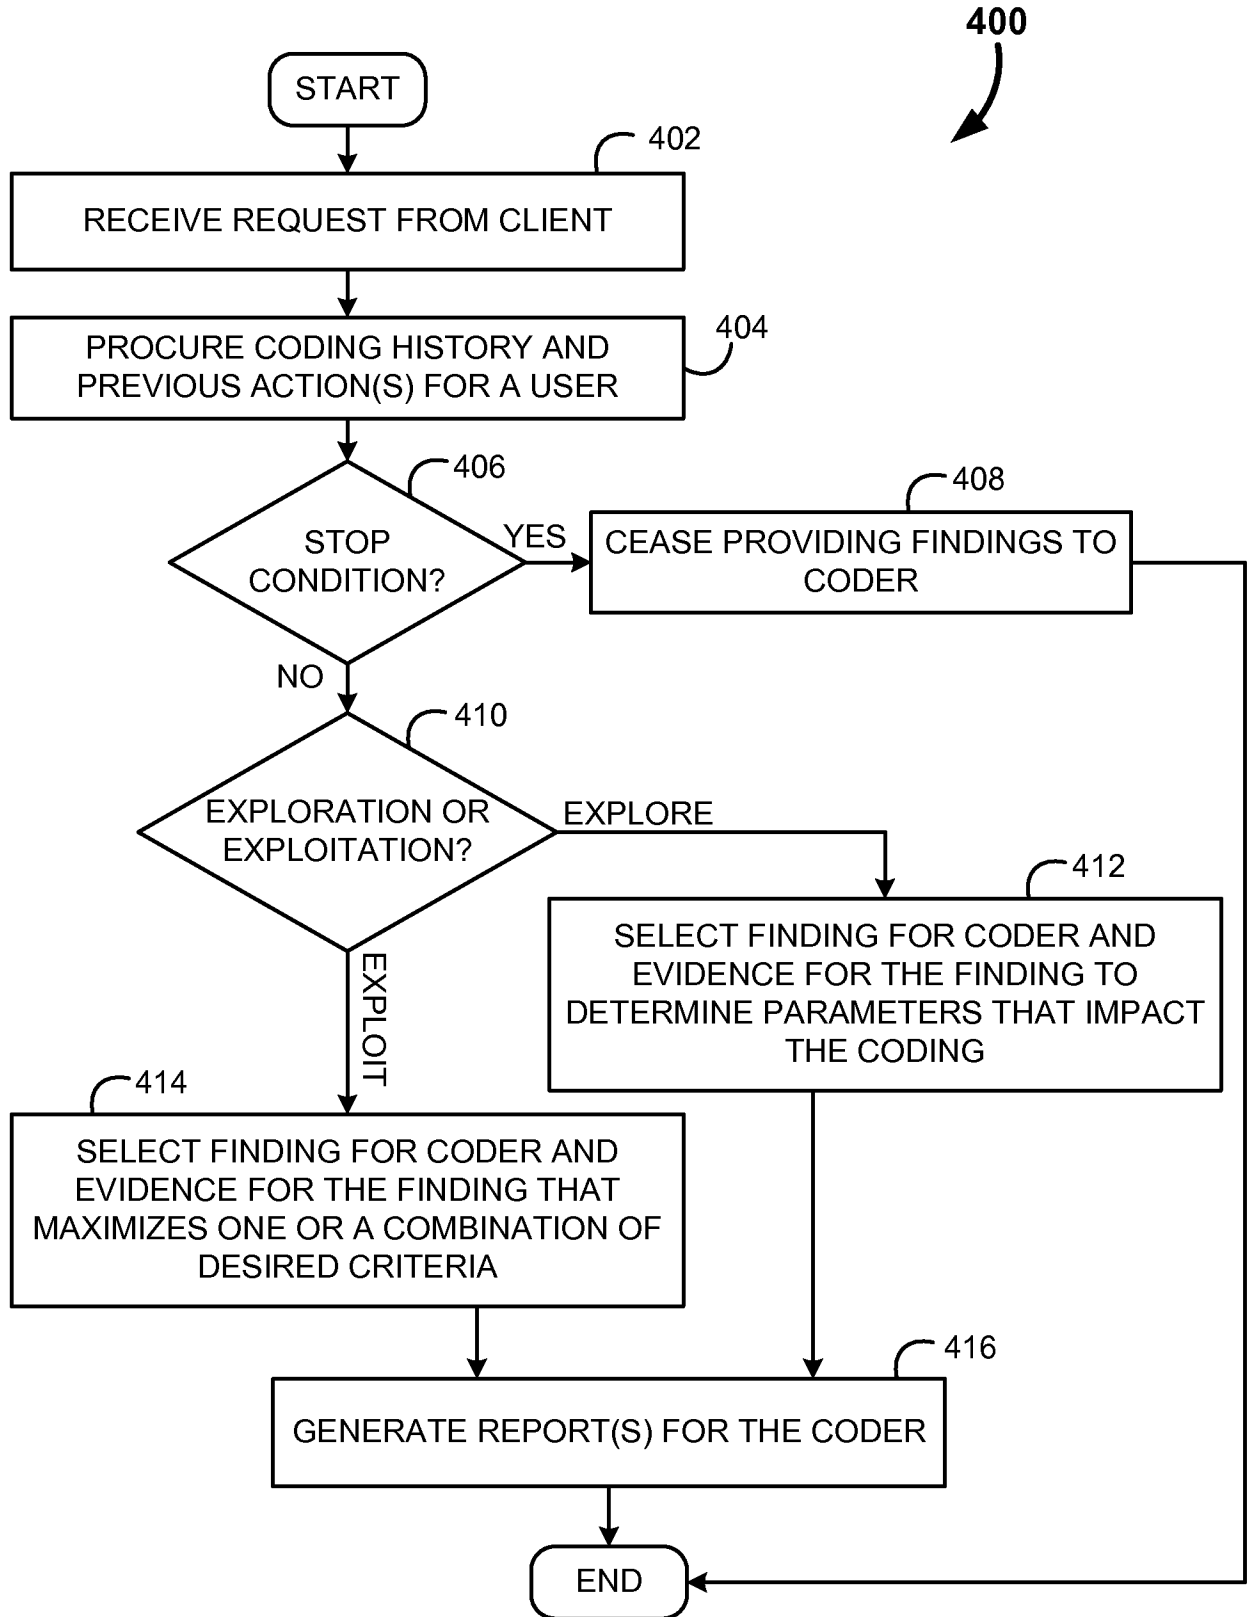 400
START
402
RECEIVE REQUEST FROM CLIENT
404
PROCURE CODING HISTORY AND
PREVIOUS ACTION(S) FOR A USER
406
STOP
CONDITION?
YES
408
CEASE PROVIDING FINDINGS TO
CODER
NO
410
EXPLORATION OR
EXPLOITATION?
EXPLORE
412
SELECT FINDING FOR CODER AND
EVIDENCE FOR THE FINDING TO
DETERMINE PARAMETERS THAT IMPACT
THE CODING
EXPLOIT
414
SELECT FINDING FOR CODER AND
EVIDENCE FOR THE FINDING THAT
MAXIMIZES ONE OR A COMBINATION OF
DESIRED CRITERIA
416
GENERATE REPORT(S) FOR THE CODER
END